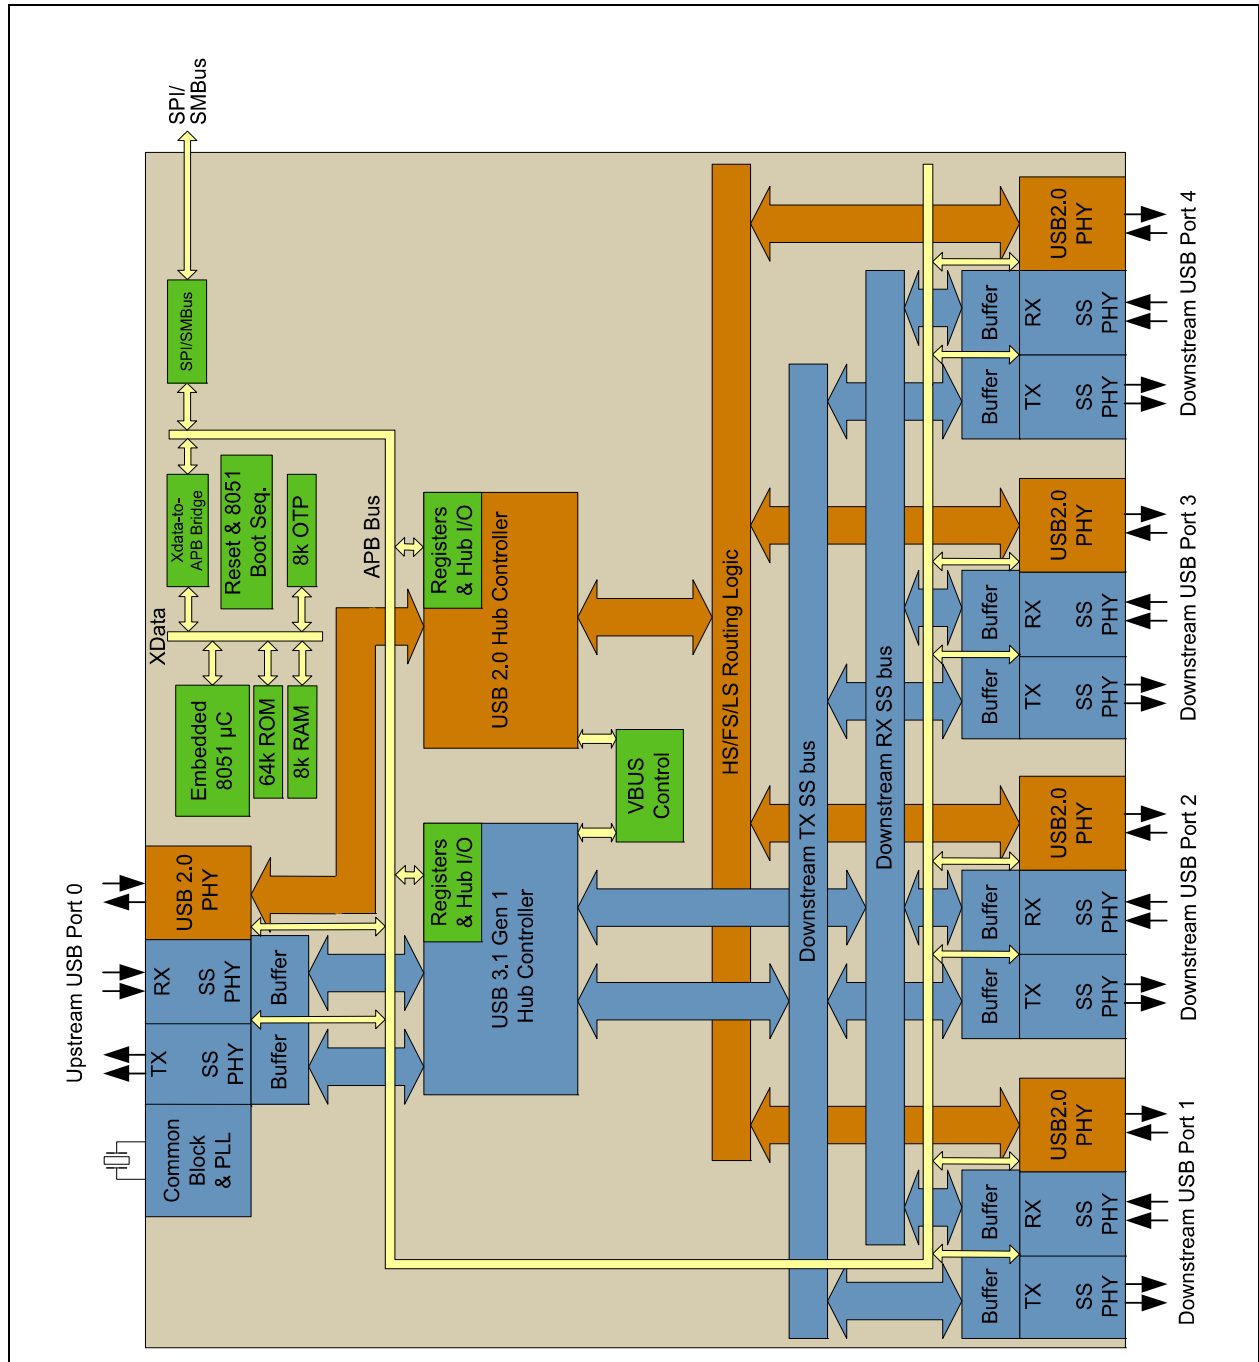 Upstream USB Port 0
SPI/
SMBus
Common
Block
& PLL
TX
SS
PHY
RX
SS
PHY
USB 2.0
PHY
Buffer
Buffer
Embedded
8051 µC
64k ROM
8k RAM
XData
Xdata-to-
APB Bridge
Reset & 8051
Boot Seq.
8k OTP
SPI/SMBus
APB Bus
Registers
& Hub I/O
USB 3.1 Gen 1
Hub Controller
Registers
& Hub I/O
USB 2.0 Hub Controller
VBUS
Control
HS/FS/LS Routing Logic
Downstream TX SS bus
Downstream RX SS bus
Buffer
Buffer
TX
SS
PHY
RX
SS
PHY
USB2.0
PHY
Downstream USB Port 1
Buffer
Buffer
TX
SS
PHY
RX
SS
PHY
USB2.0
PHY
Downstream USB Port 2
Buffer
Buffer
TX
SS
PHY
RX
SS
PHY
USB2.0
PHY
Downstream USB Port 3
Buffer
Buffer
TX
SS
PHY
RX
SS
PHY
USB2.0
PHY
Downstream USB Port 4